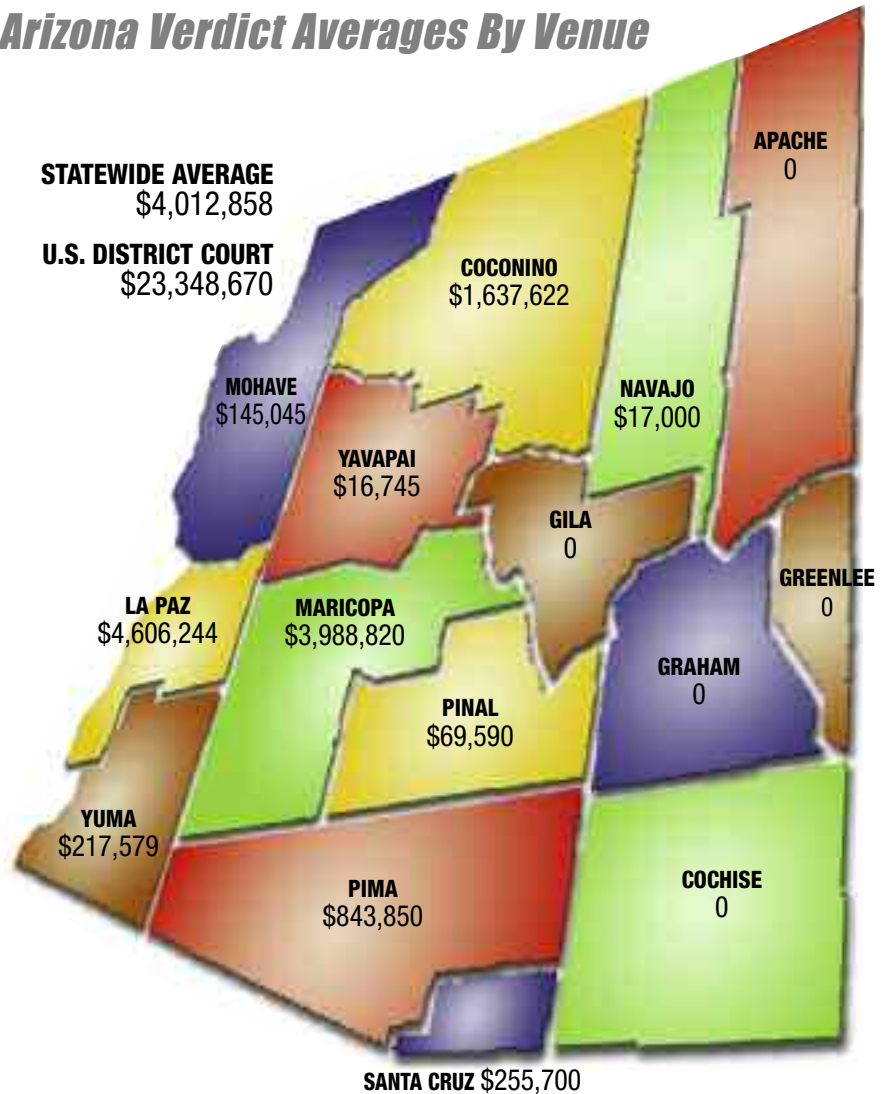 Arizona Verdict Averages By Venue
STATEWIDE AVERAGE
$4,012,858
U.S. DISTRICT COURT
$23,348,670
APACHE
0
COCONINO
$1,637,622
MOHAVE
$145,045
NAVAJO
$17,000
YAVAPAI
$16,745
GILA
0
GREENLEE
0
LA PAZ
$4,606,244
MARICOPA
$3,988,820
GRAHAM
0
PINAL
$69,590
YUMA
$217,579
PIMA
$843,850
COCHISE
0
SANTA CRUZ $255,700